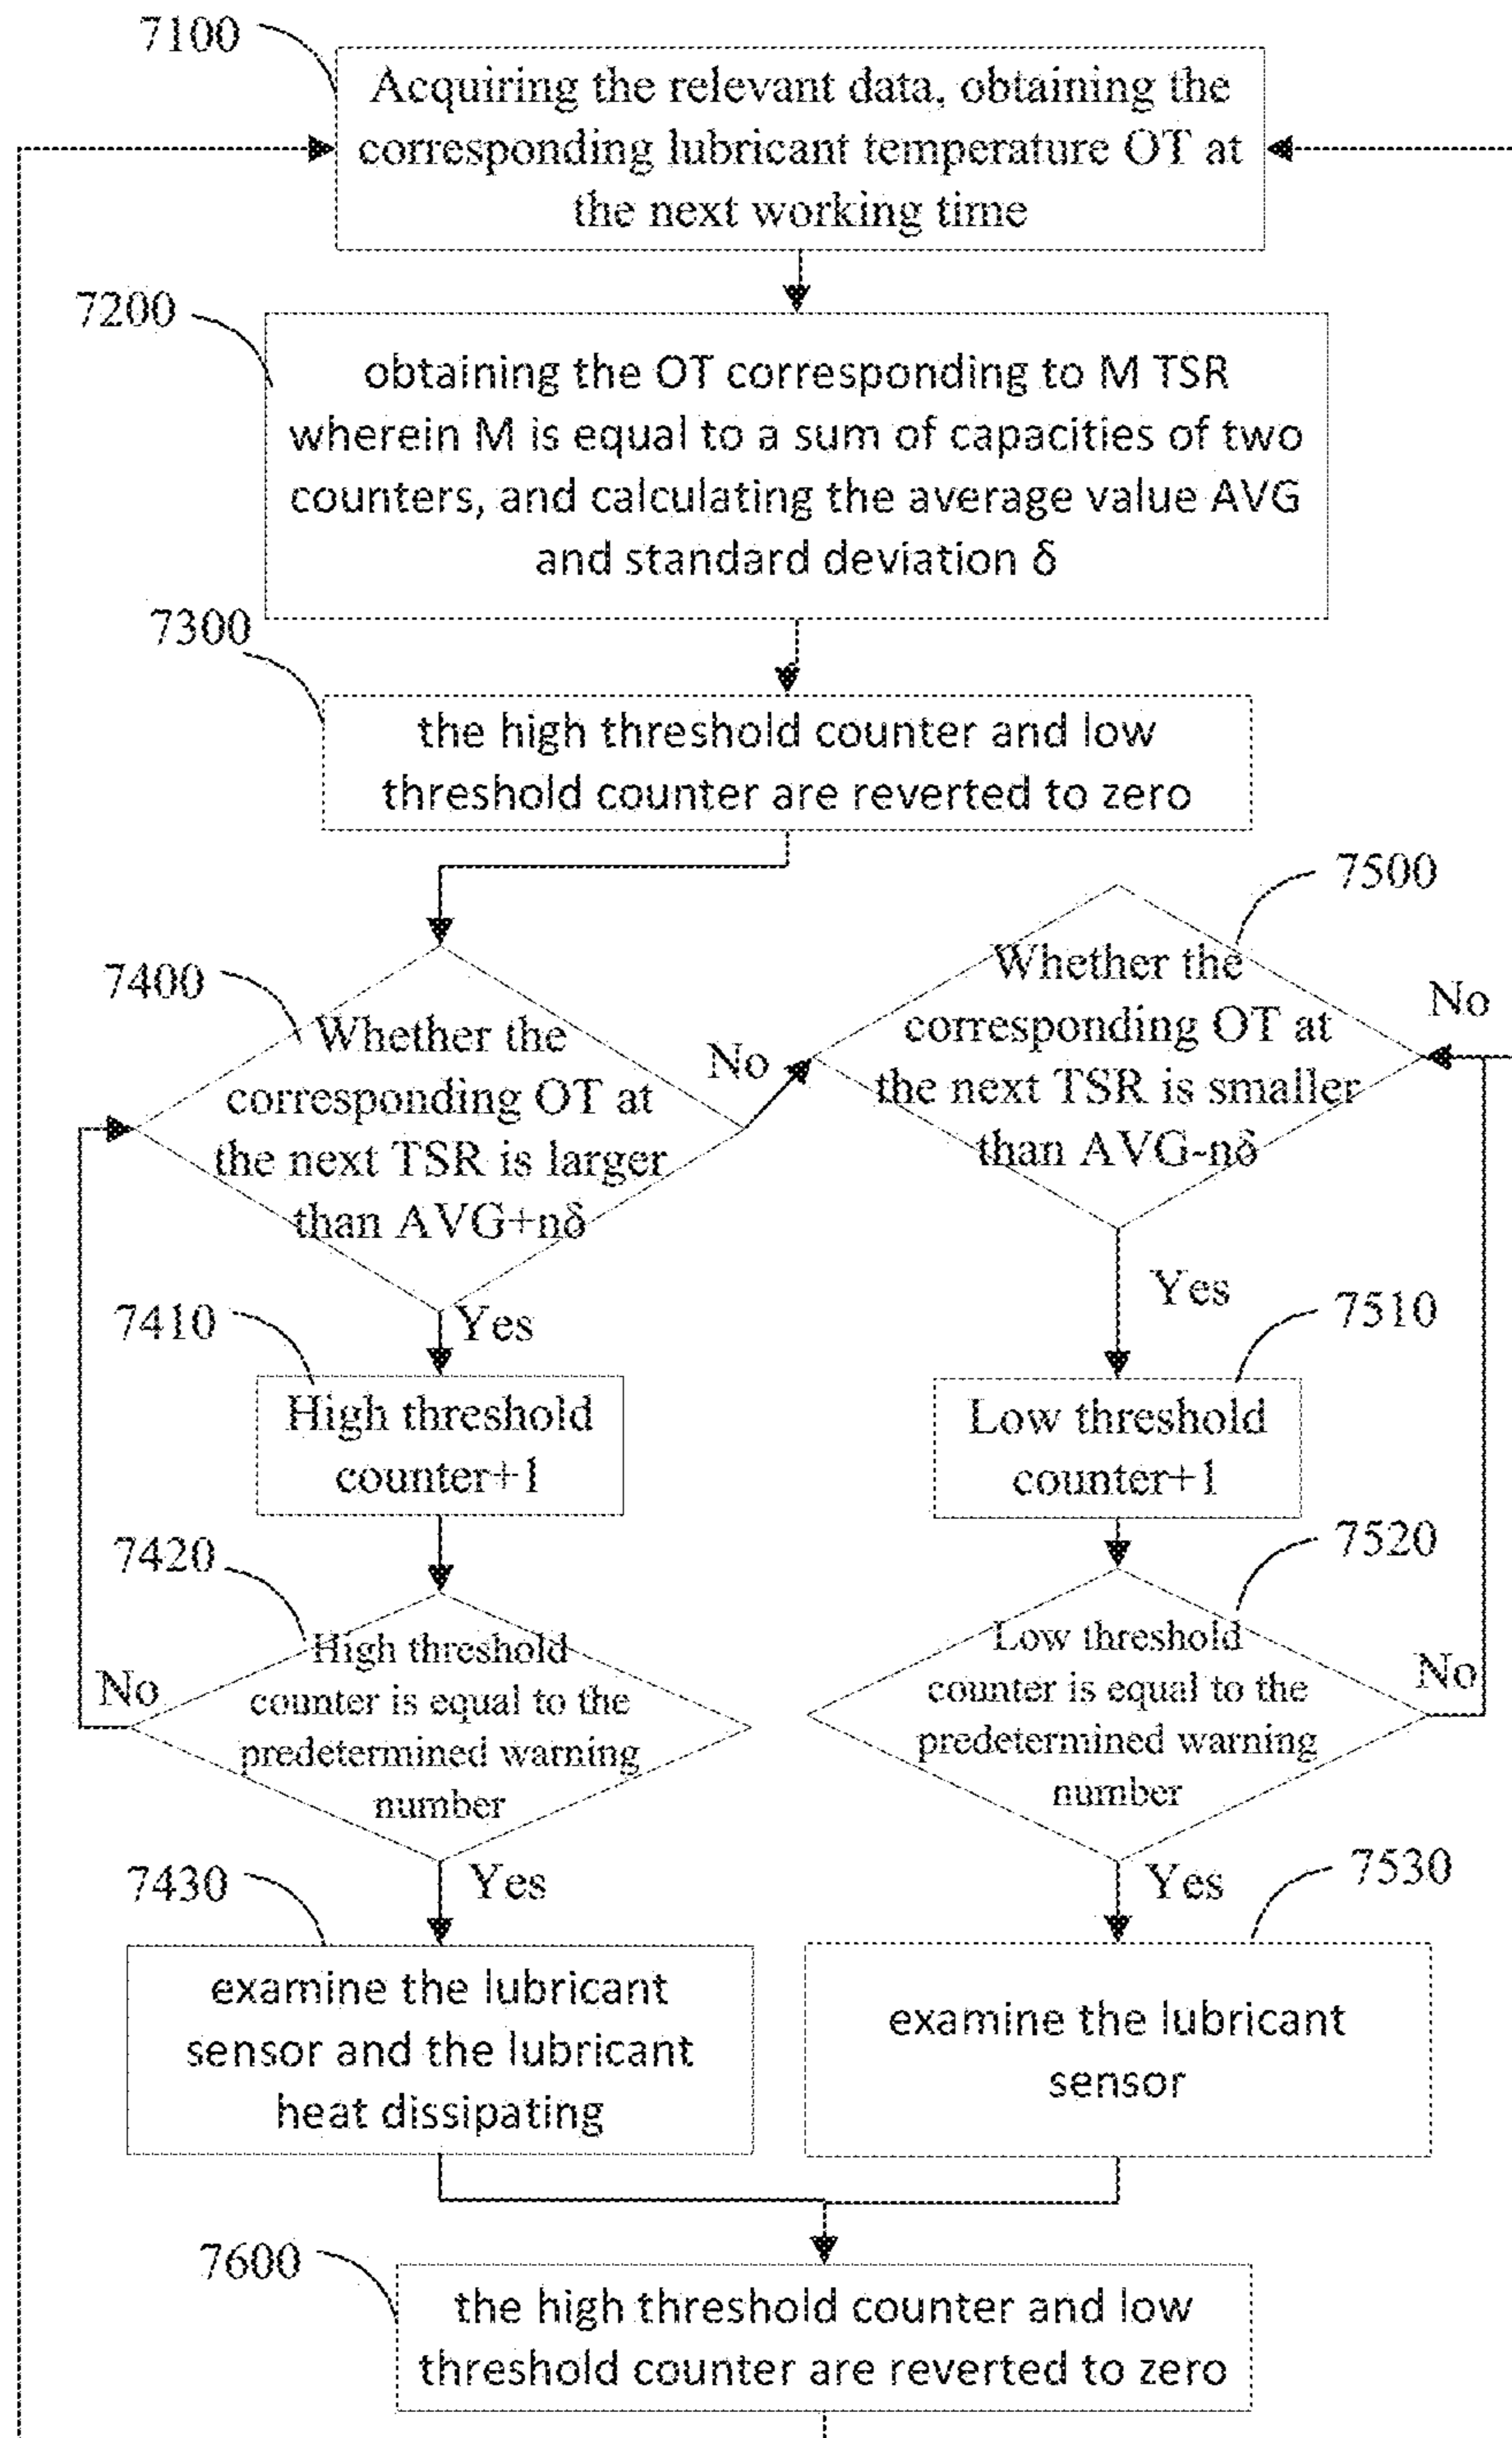 7100
Acquiring the relevant data, obtaining the
corresponding lubricant temperature OT at
the next working time
7200
obtaining the OT corresponding to M TSR
wherein M is equal to a sum of capacities of two
counters, and calculating the average value AVG
and standard deviation δ
7300
the high threshold counter and low
threshold counter are reverted to zero
7400
Whether the
corresponding OT at
the next TSR is larger
than AVG+nδ
No
7500
Whether the
corresponding OT at
the next TSR is smaller
than AVG-nδ
No
Yes
7410
High threshold
counter+1
Yes
7510
Low threshold
counter+1
7420
High threshold
counter is equal to the
predetermined warning
number
No
7520
Low threshold
counter is equal to the
predetermined warning
number
No
Yes
7430
examine the lubricant
sensor and the lubricant
heat dissipating
Yes
7530
examine the lubricant
sensor
7600
the high threshold counter and low
threshold counter are reverted to zero